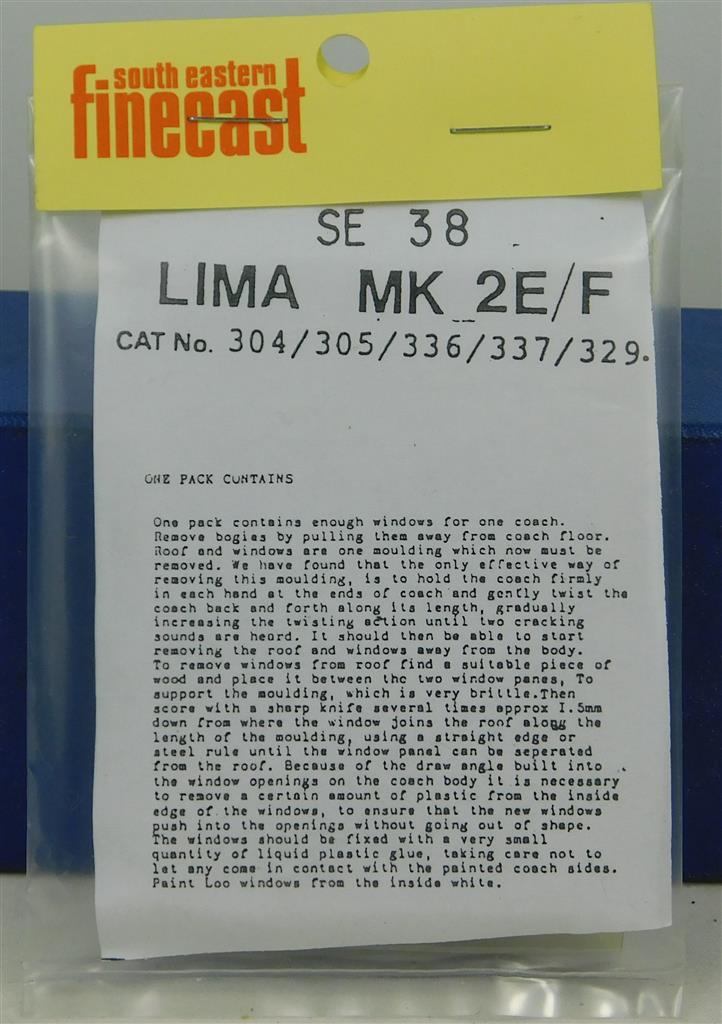 south eastern
finecast
SE 38
LIMA MK 2E/F
CAT No. 304/305/336/337/329.
ONE PACK CONTAINS
One pack contains enough windows for one coach.
Remove bogies by pulling them away from coach floor.
Roof and windows are one moulding which now must be
removed. We have found that the only effective way of
removing this moulding, is to hold the coach firmly
in each hand at the ends of coach and gently twist the
coach back and forth along its length, gradually
increasing the twisting action until two cracking
sounds are heard. It should then be able to start
removing the roof and windows away from the body.
To remove windows from roof find a suitable piece of
wood and place it between the two window panes, To
support the moulding, which is very brittle.Then
score with a sharp knife several times approx I.5mm
down from where the window joins the roof along the
length of the moulding, using a straight edge or
steel rule until the window panel can be seperated
from the roof. Because of the draw angle built into
the window openings on the coach body it is necessary
to remove a certain amount of plastic from the inside
edge of the windows, to ensure that the new windows
push into the openings without going out of shape.
The windows should be fixed with a very small
quantity of liquid plastic glue, taking care not to
let any come in contact with the painted coach sides.
Paint Loo windows from the inside white.